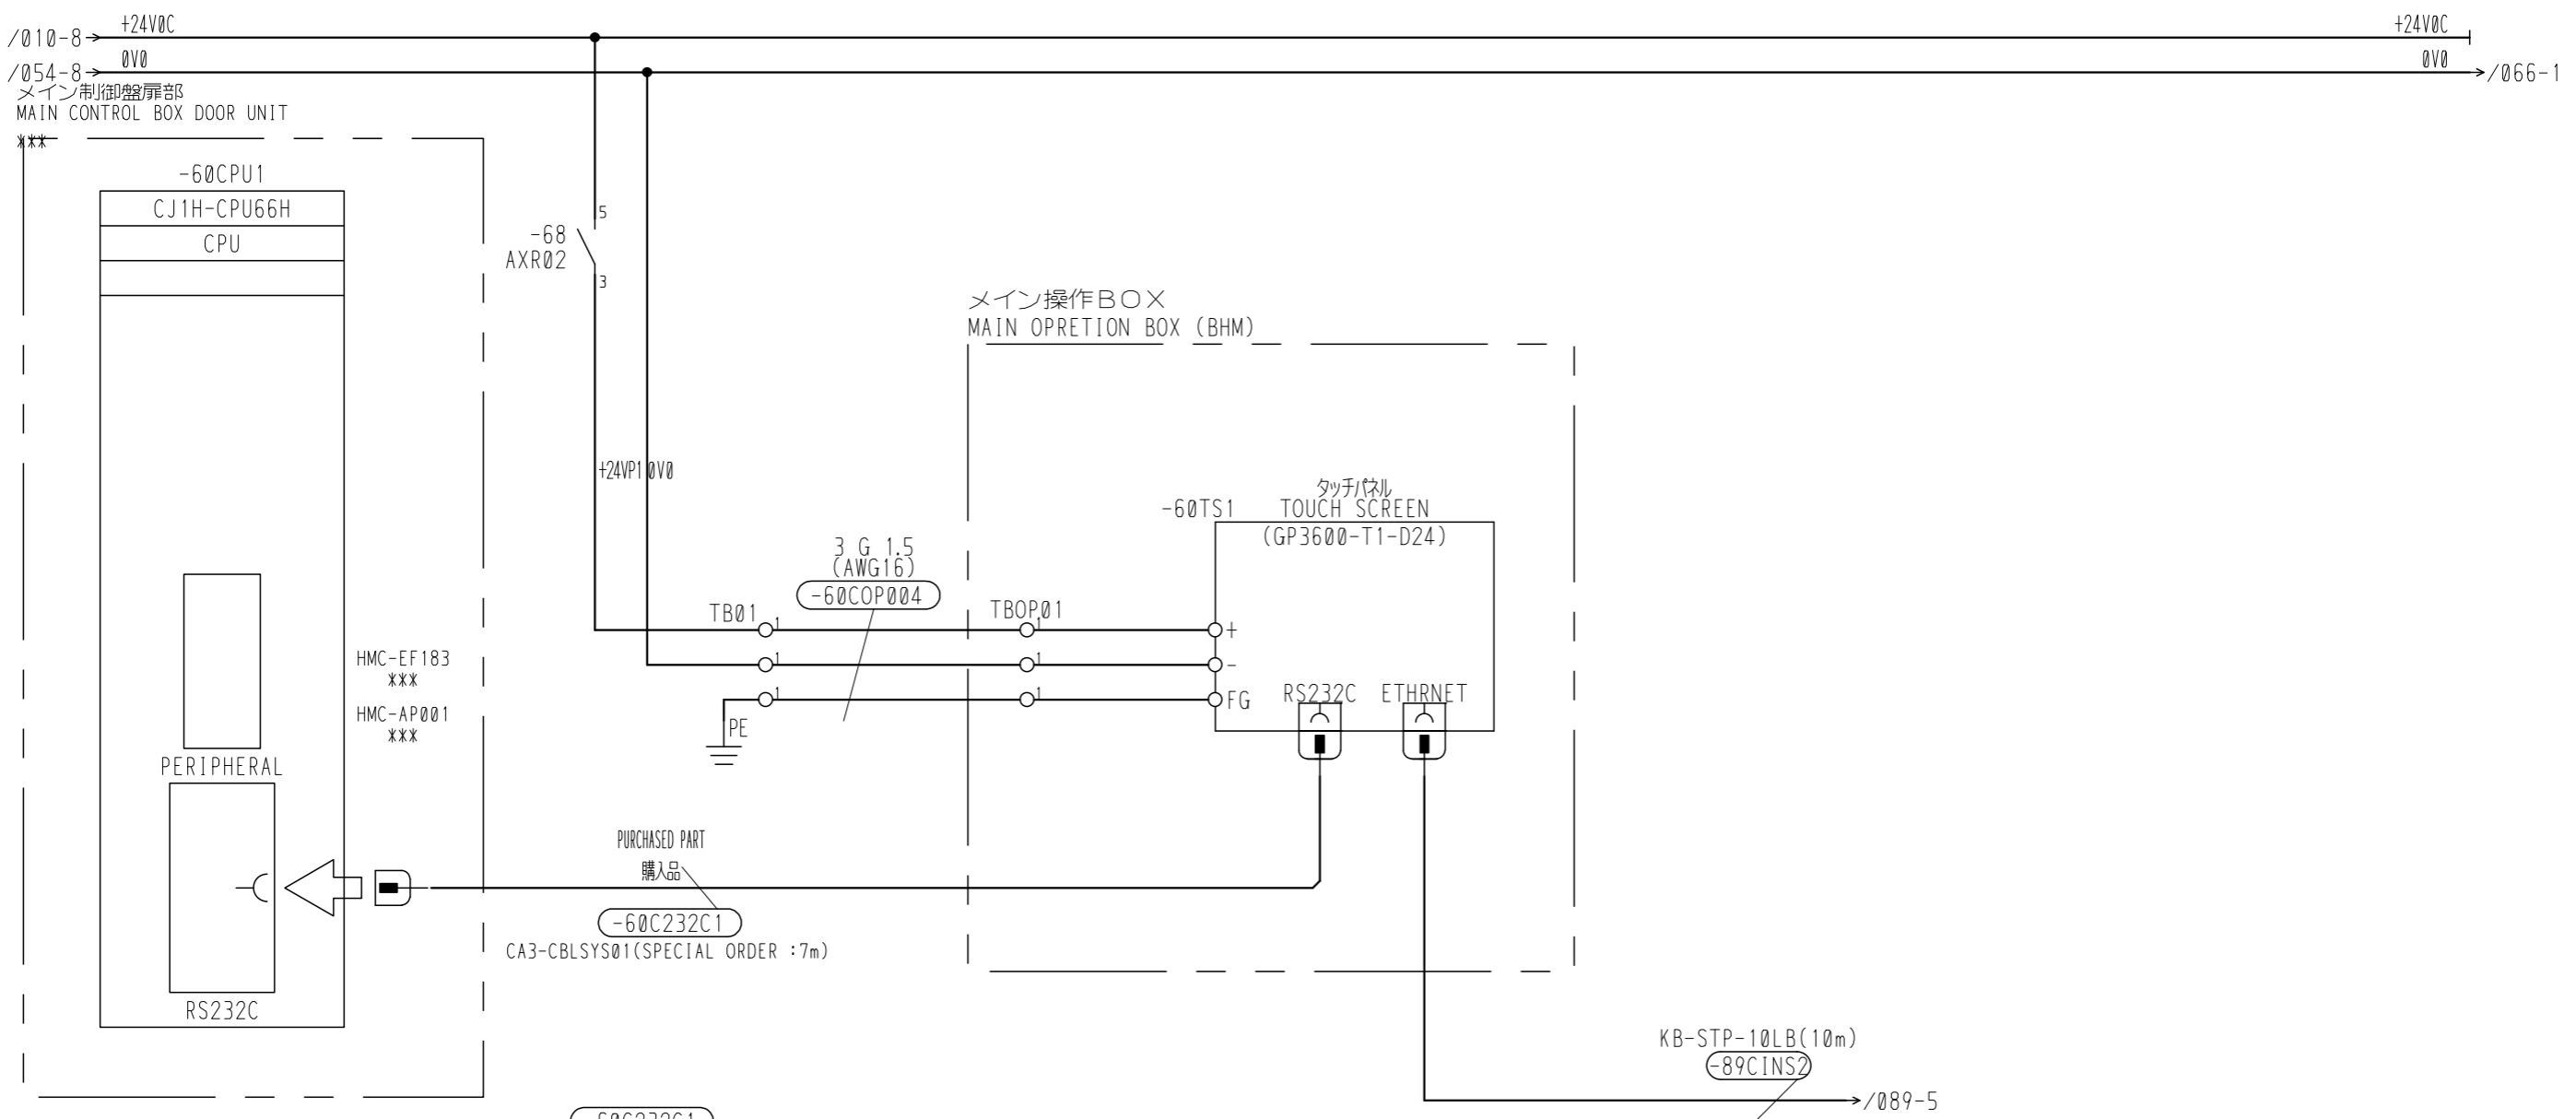 +24V0C
+24V0C
/010-8
0V0
0V0
/054-8
/066-1
メイン制御盤扉部
MAIN CONTROL BOX DOOR UNIT
***
-60CPU1
CJ1H-CPU66H
CPU
5
-68
AXR02
3
メイン操作BOX
MAIN OPRETION BOX (BHM)
+24VP1
0V0
タッチパネル
-60TS1
TOUCH SCREEN
(GP3600-T1-D24)
3 G 1.5
(AWG16)
-60COP004
TB01
TBOP01
1
1
+
1
1
-
1
1
FG
RS232C
ETHRNET
PE
HMC-EF183
***
HMC-AP001
***
PERIPHERAL
PURCHASED PART
購入品
-60C232C1
CA3-CBLSYS01(SPECIAL ORDER :7m)
RS232C
KB-STP-10LB(10m)
-89CINS2
/089-5
-60C232C1